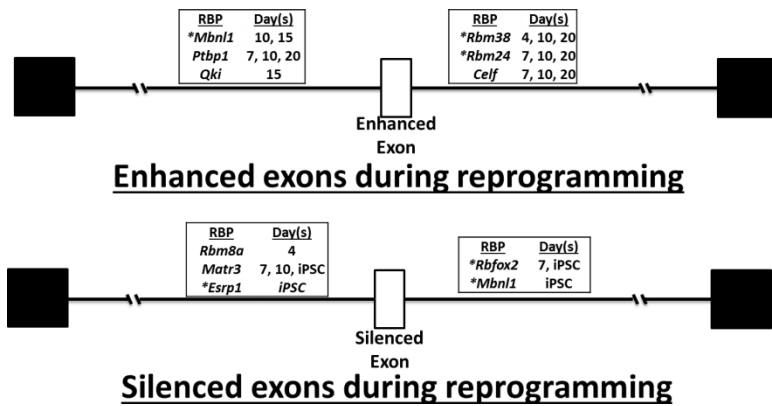 RBP Day(s)
*Mbnl1 10, 15
Ptbp1 7, 10, 20
Qki 15
RBP Day(s)
*Rbm38 4, 10, 20
*Rbm24 7, 10, 20
Celf 7, 10, 20
Enhanced
Exon
Enhanced exons during reprogramming
RBP Day(s)
Rbm8a 4
Matr3 7, 10, iPSC
*Esrp1 iPSC
RBP Day(s)
*Rbfox2 7, iPSC
*Mbnl1 iPSC
Silenced
Exon
Silenced exons during reprogramming